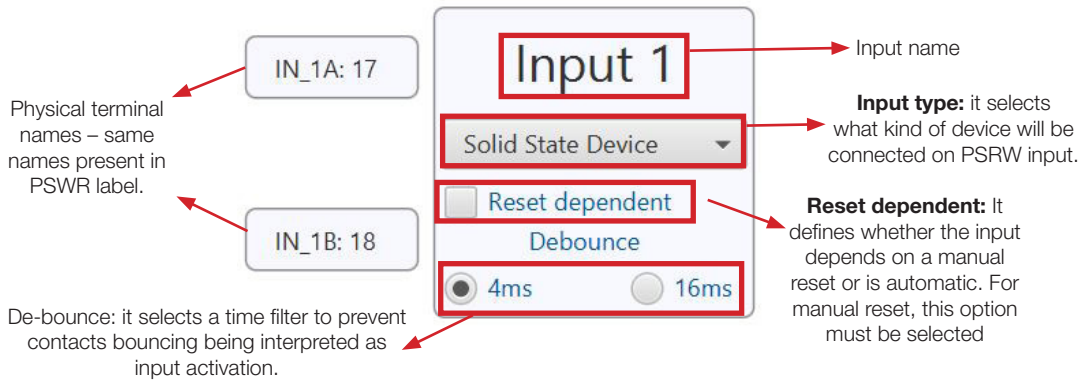 IN_1A: 17
Input 1
Input name
Physical terminal
names – same
names present in
PSWR label.
Solid State Device
Input type: it selects
what kind of device will be
connected on PSRW input.
Reset dependent
Reset dependent: It
defines whether the input
depends on a manual
reset or is automatic. For
manual reset, this option
must be selected
IN_1B: 18
Debounce
4ms
16ms
De-bounce: it selects a time filter to prevent
contacts bouncing being interpreted as
input activation.